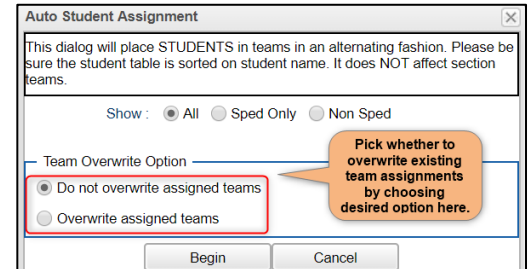 Auto Student Assignment
This dialog will place STUDENTS in teams in an alternating fashion. Please be
sure the student table is sorted on student name. It does NOT affect section
teams.
Show : All Sped Only Non Sped
Team Overwrite Option
Do not overwrite assigned teams
Overwrite assigned teams
Pick whether to
overwrite existing
team assignments
by choosing
desired option here.
Begin Cancel